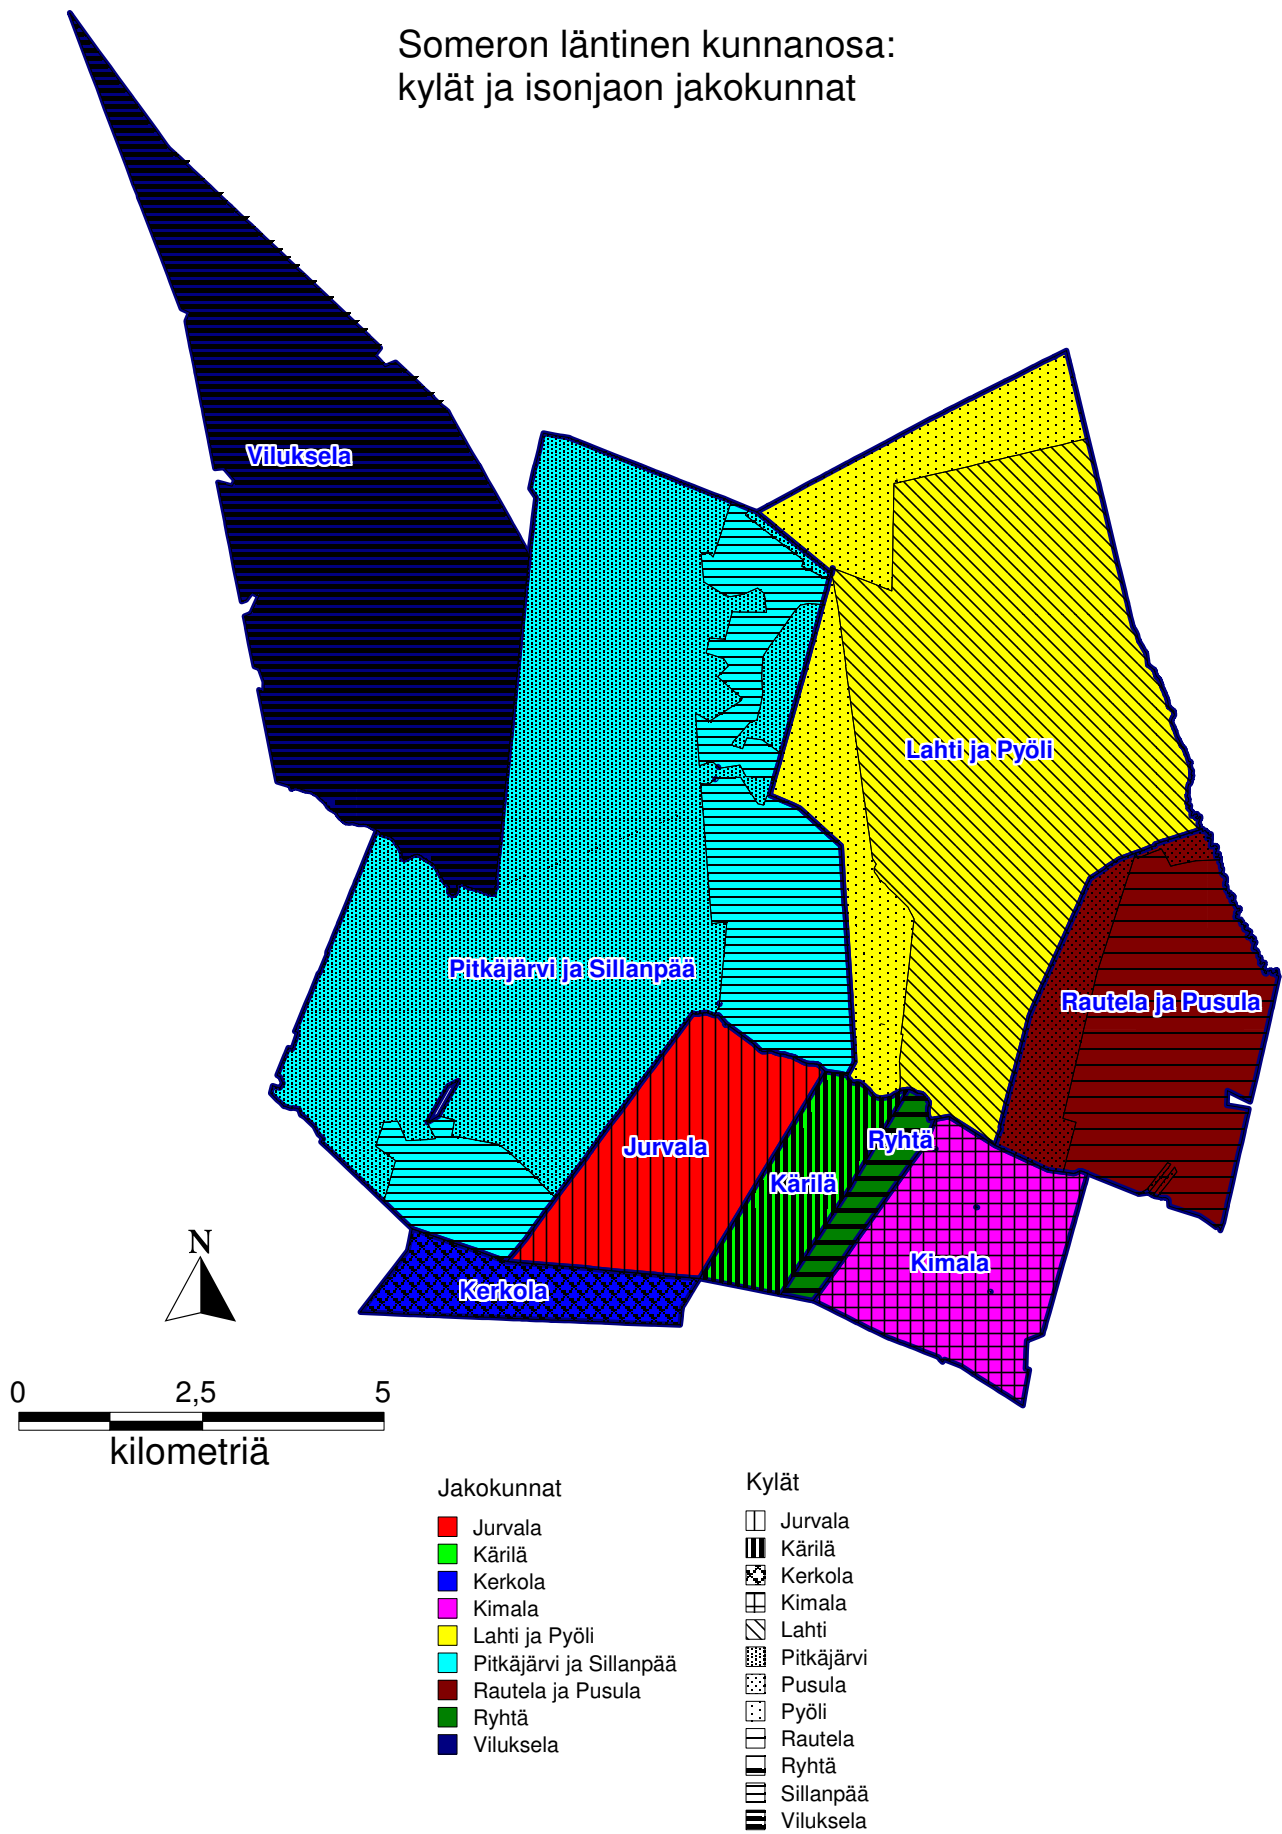 Someron läntinen kunnanosa:
kylät ja isonjaon jakokunnat
Viluksela
Lahti ja Pyöli
Pitkäjärvi ja Sillanpää
Rautela ja Pusula
Jurvala
Ryhtä
Kärilä
Kimala
Kerkola
N
0 2,5 5
kilometriä
Jakokunnat
Jurvala
Kärilä
Kerkola
Kimala
Lahti ja Pyöli
Pitkäjärvi ja Sillanpää
Rautela ja Pusula
Ryhtä
Viluksela
Kylät
Jurvala
Kärilä
Kerkola
Kimala
Lahti
Pitkäjärvi
Pusula
Pyöli
Rautela
Ryhtä
Sillanpää
Viluksela